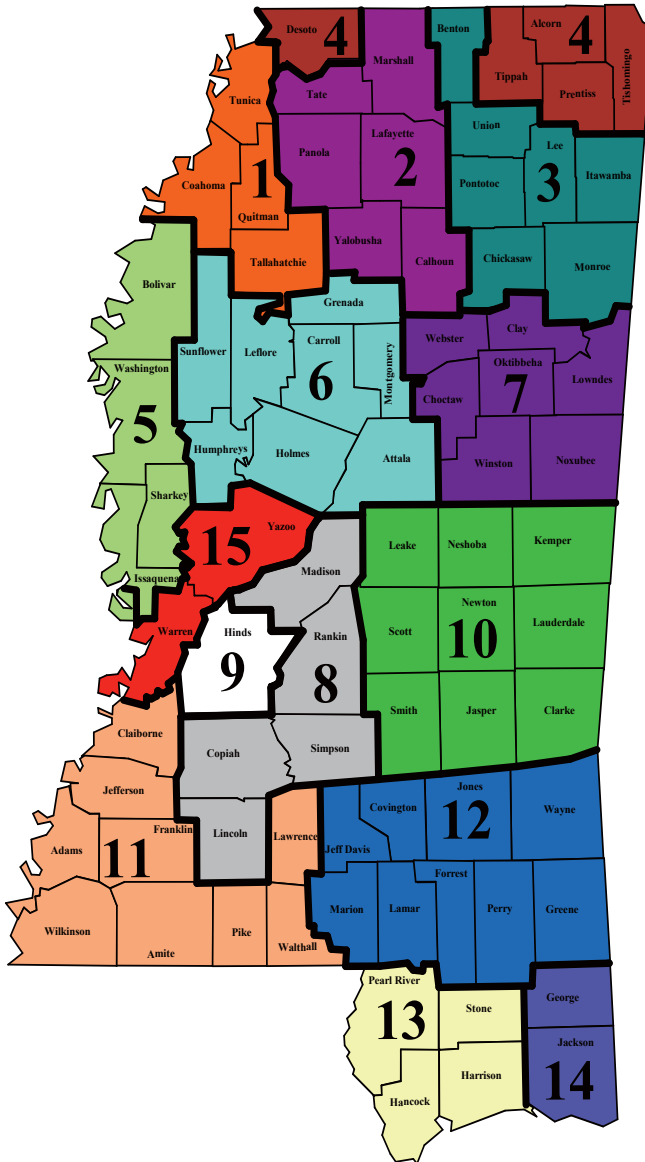 Desoto
4
Marshall
Benton
Alcorn
4
Tippah
Prentiss
Tishomingo
Tunica
Tate
Panola
Lafayette
2
Coahoma
1
Quitman
Tallahatchie
Yalobusha
Calhoun
Union
Lee
Pontotoc
3
Itawamba
Chickasaw
Monroe
Bolivar
Washington
5
Sharkey
Issaquena
Grenada
Sunflower
Leflore
Carroll
Montgomery
6
Humphreys
Holmes
Attala
Webster
Clay
Oktibbeha
Lowndes
Choctaw
7
Winston
Noxubee
15
Yazoo
Warren
Madison
Hinds
9
Rankin
8
Copiah
Simpson
Lincoln
Leake
Neshoba
Kemper
Scott
Newton
10
Lauderdale
Smith
Jasper
Clarke
Claiborne
Jefferson
Adams
Franklin
11
Lawrence
Wilkinson
Amite
Pike
Walthall
Covington
Jones
12
Wayne
Jeff Davis
Marion
Lamar
Forrest
Perry
Greene
Pearl River
13
Stone
Hancock
Harrison
George
Jackson
14